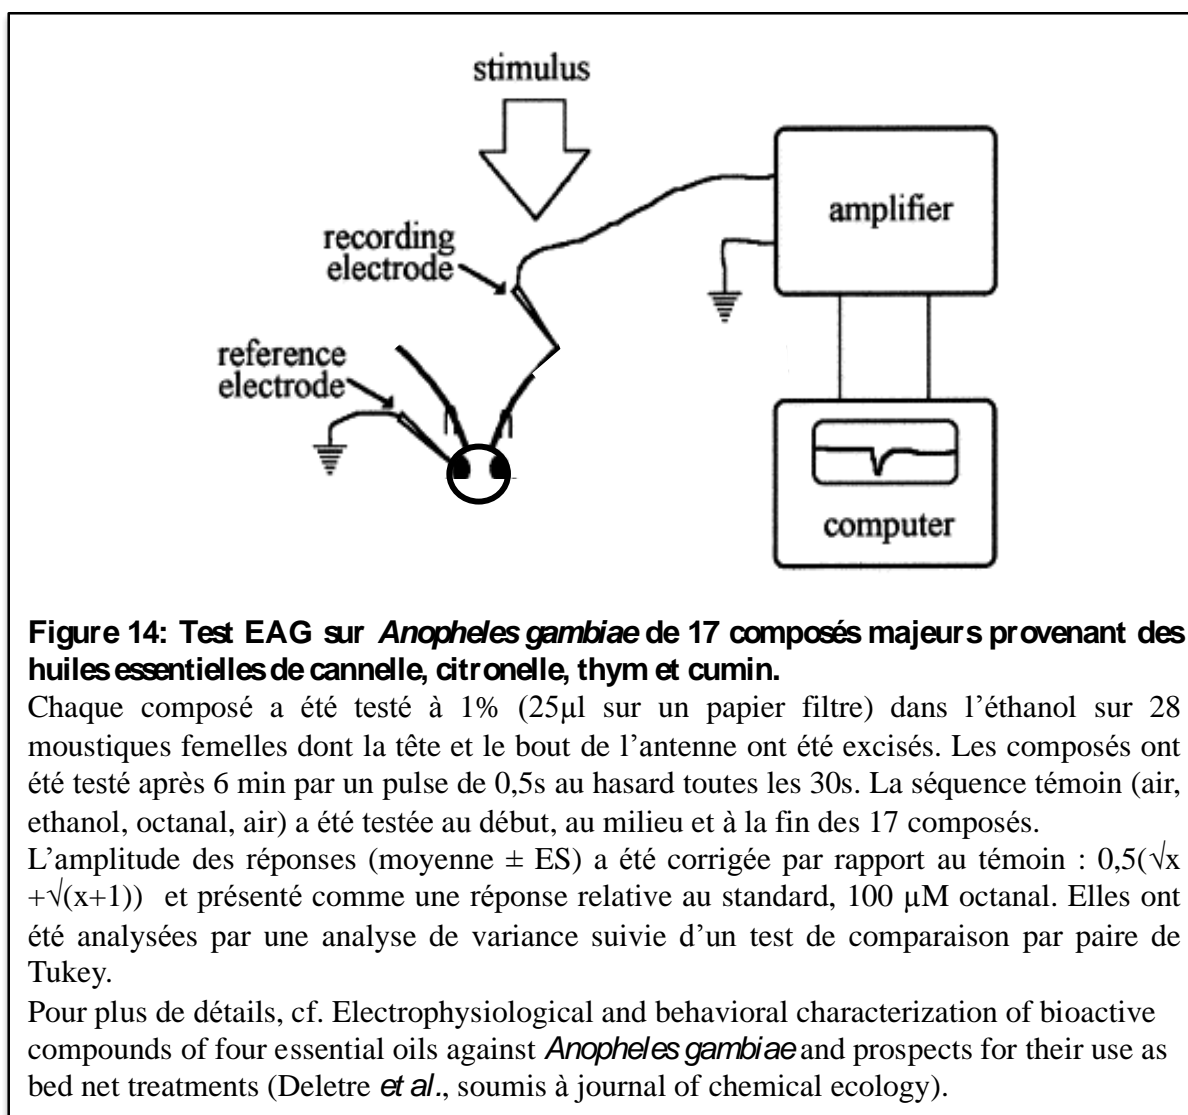 stimulus
recording
electrode
reference
electrode
amplifier
computer
Figure 14: Test EAG sur Anopheles gambiae de 17 composés majeurs provenant des
huiles essentielles de cannelle, citronelle, thym et cumin.
Chaque composé a été testé à 1% (25µl sur un papier filtre) dans l’éthanol sur 28
moustiques femelles dont la tête et le bout de l’antenne ont été excisés. Les composés ont
été testé après 6 min par un pulse de 0,5s au hasard toutes les 30s. La séquence témoin (air,
ethanol, octanal, air) a été testée au début, au milieu et à la fin des 17 composés.
L’amplitude des réponses (moyenne ± ES) a été corrigée par rapport au témoin : 0,5(√x
+√(x+1)) et présenté comme une réponse relative au standard, 100 µM octanal. Elles ont
été analysées par une analyse de variance suivie d’un test de comparaison par paire de
Tukey.
Pour plus de détails, cf. Electrophysiological and behavioral characterization of bioactive
compounds of four essential oils against Anopheles gambiae and prospects for their use as
bed net treatments (Deletre et al., soumis à journal of chemical ecology).